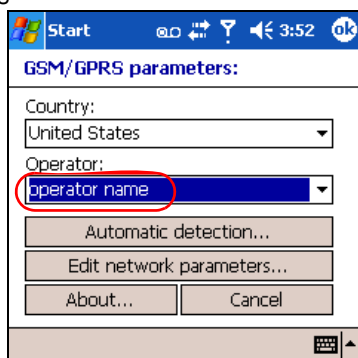 Start 3:52 ok
GSM/GPRS parameters:
Country:
United States
Operator:
operator name
Automatic detection...
Edit network parameters...
About... Cancel